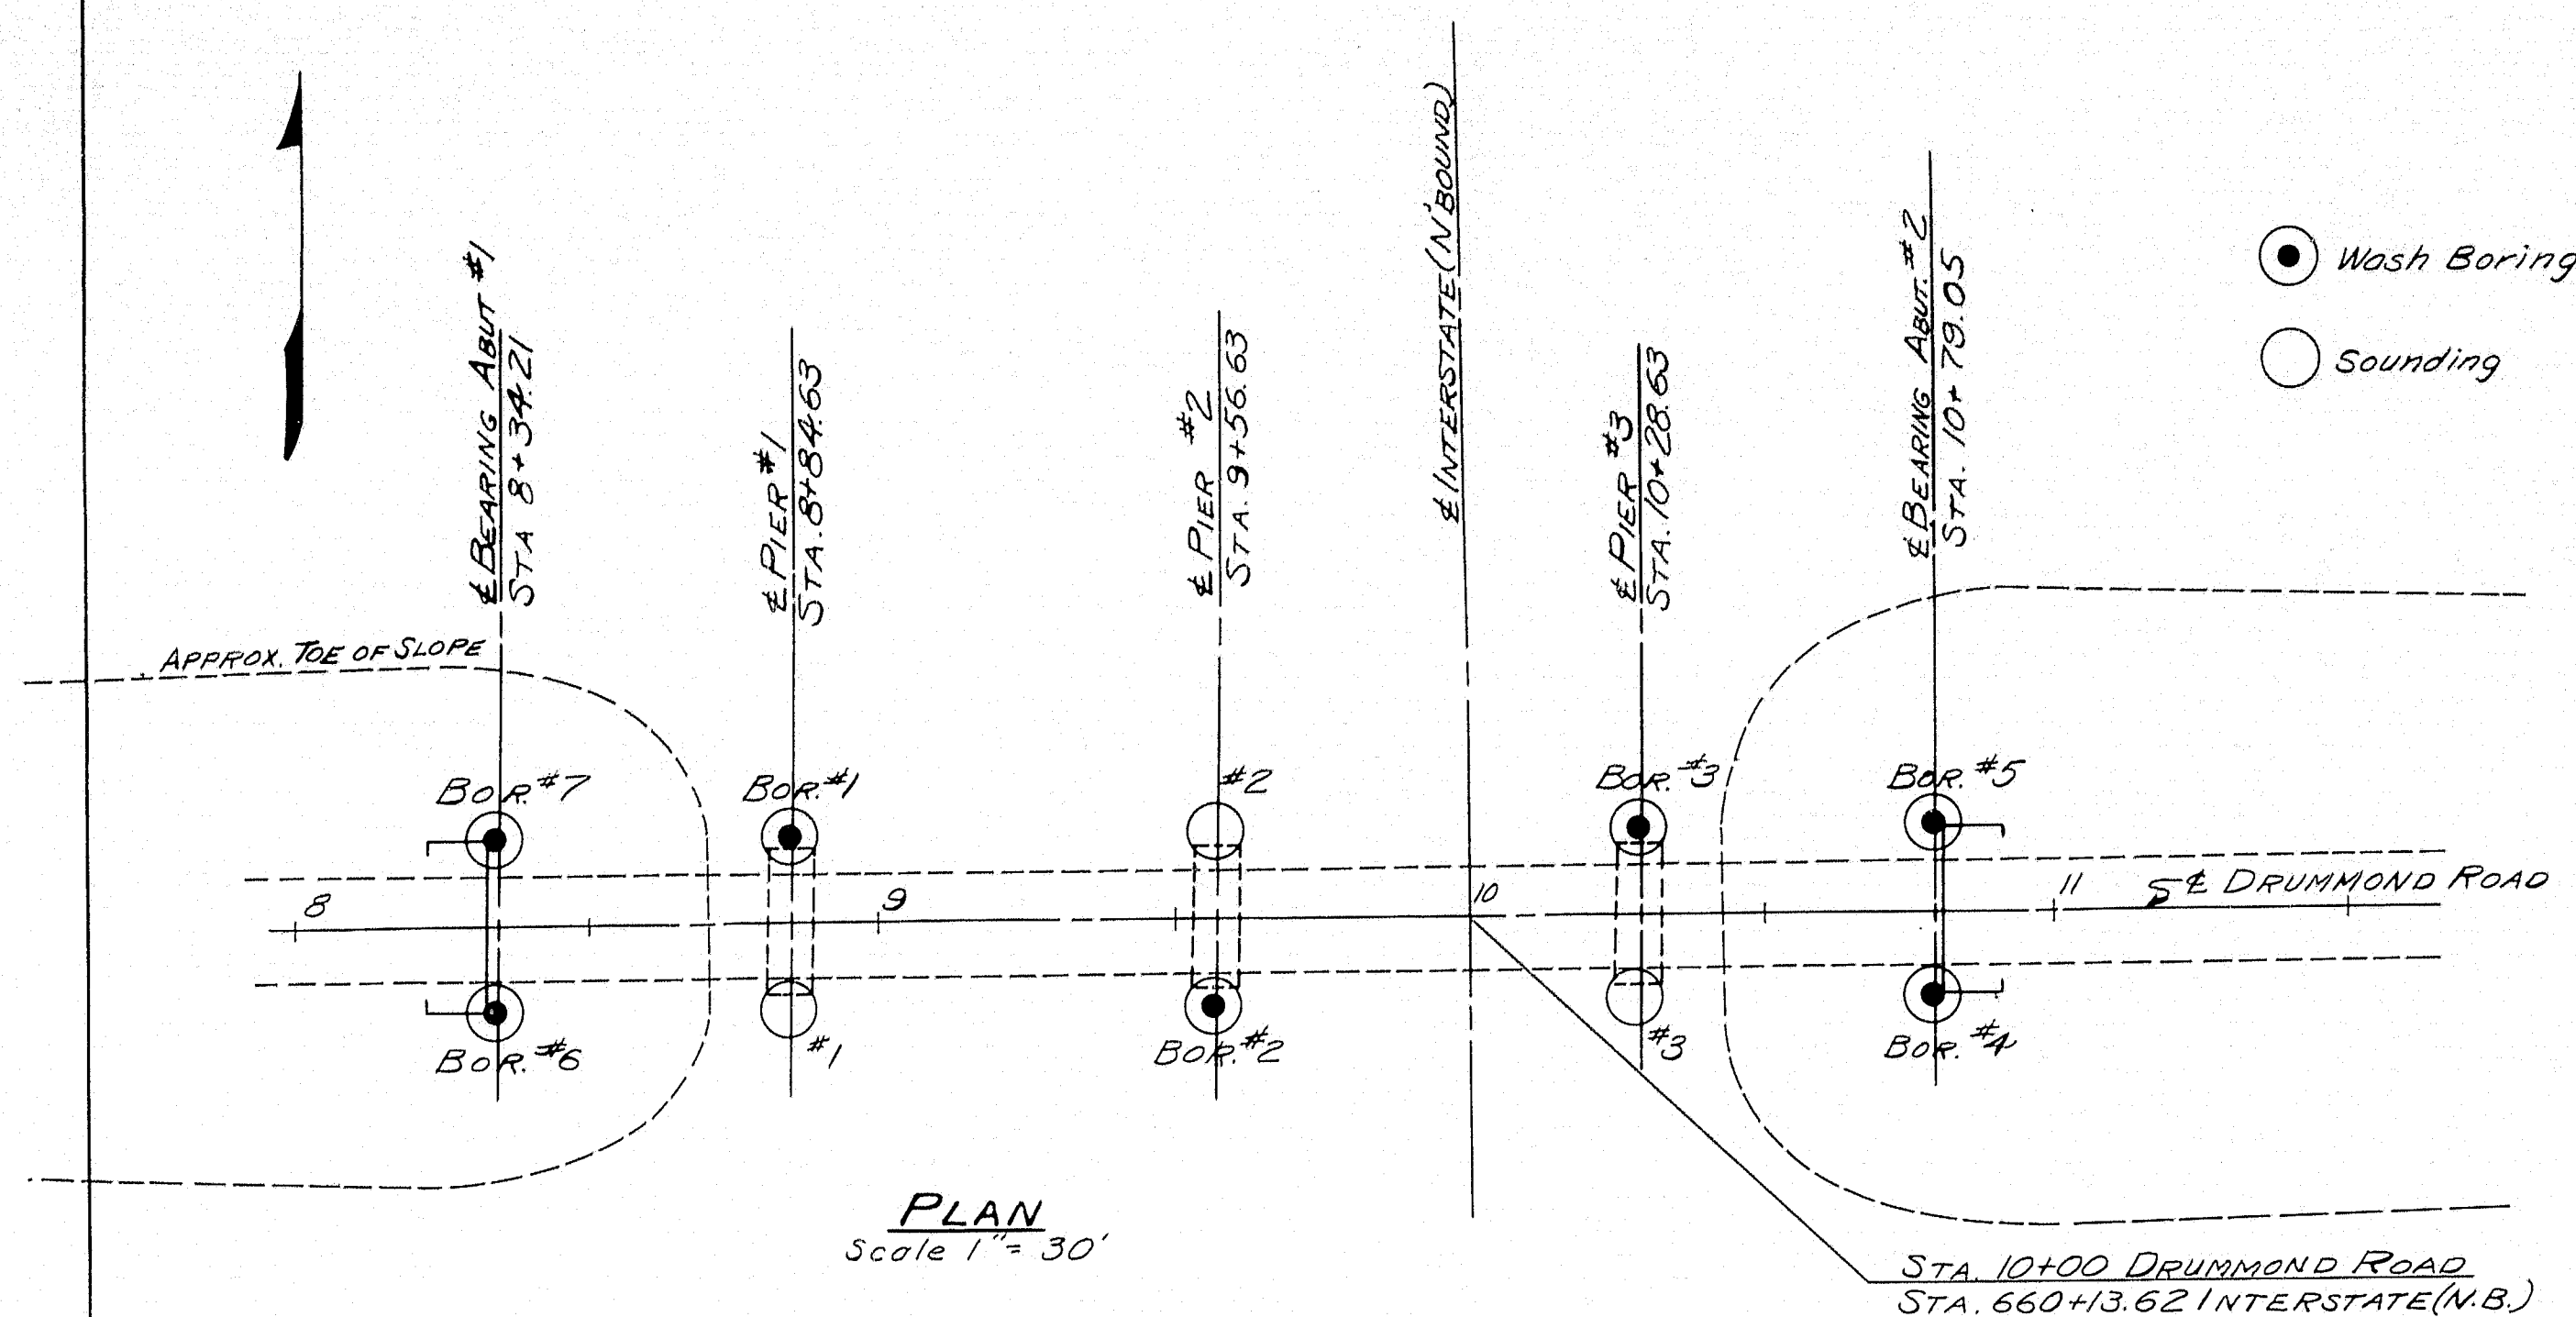 ℄ BEARING ABUT #1
STA 8+34.21
℄ PIER #1
STA. 8+84.63
℄ PIER #2
STA. 9+56.63
℄ INTERSTATE (N'BOUND)
℄ PIER #3
STA. 10+28.63
℄ BEARING ABUT. #2
STA. 10+79.05
Wash Boring
Sounding
APPROX. TOE OF SLOPE
BOR. #7
BOR. #1
#2
BOR. #3
BOR. #5
8
9
10
11
℄ DRUMMOND ROAD
BOR. #6
#1
BOR. #2
#3
BOR. #4
PLAN
Scale 1" = 30'
STA. 10+00 DRUMMOND ROAD
STA. 660+13.62 INTERSTATE (N.B.)